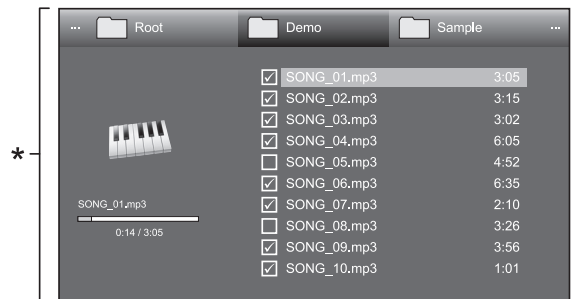 ... Root Demo Sample ...
SONG_01.mp3 3:05
SONG_02.mp3 3:15
SONG_03.mp3 3:02
SONG_04.mp3 6:05
SONG_05.mp3 4:52
SONG_06.mp3 6:35
SONG_07.mp3 2:10
SONG_08.mp3 3:26
SONG_09.mp3 3:56
SONG_10.mp3 1:01
*
SONG_01.mp3
0:14 / 3:05